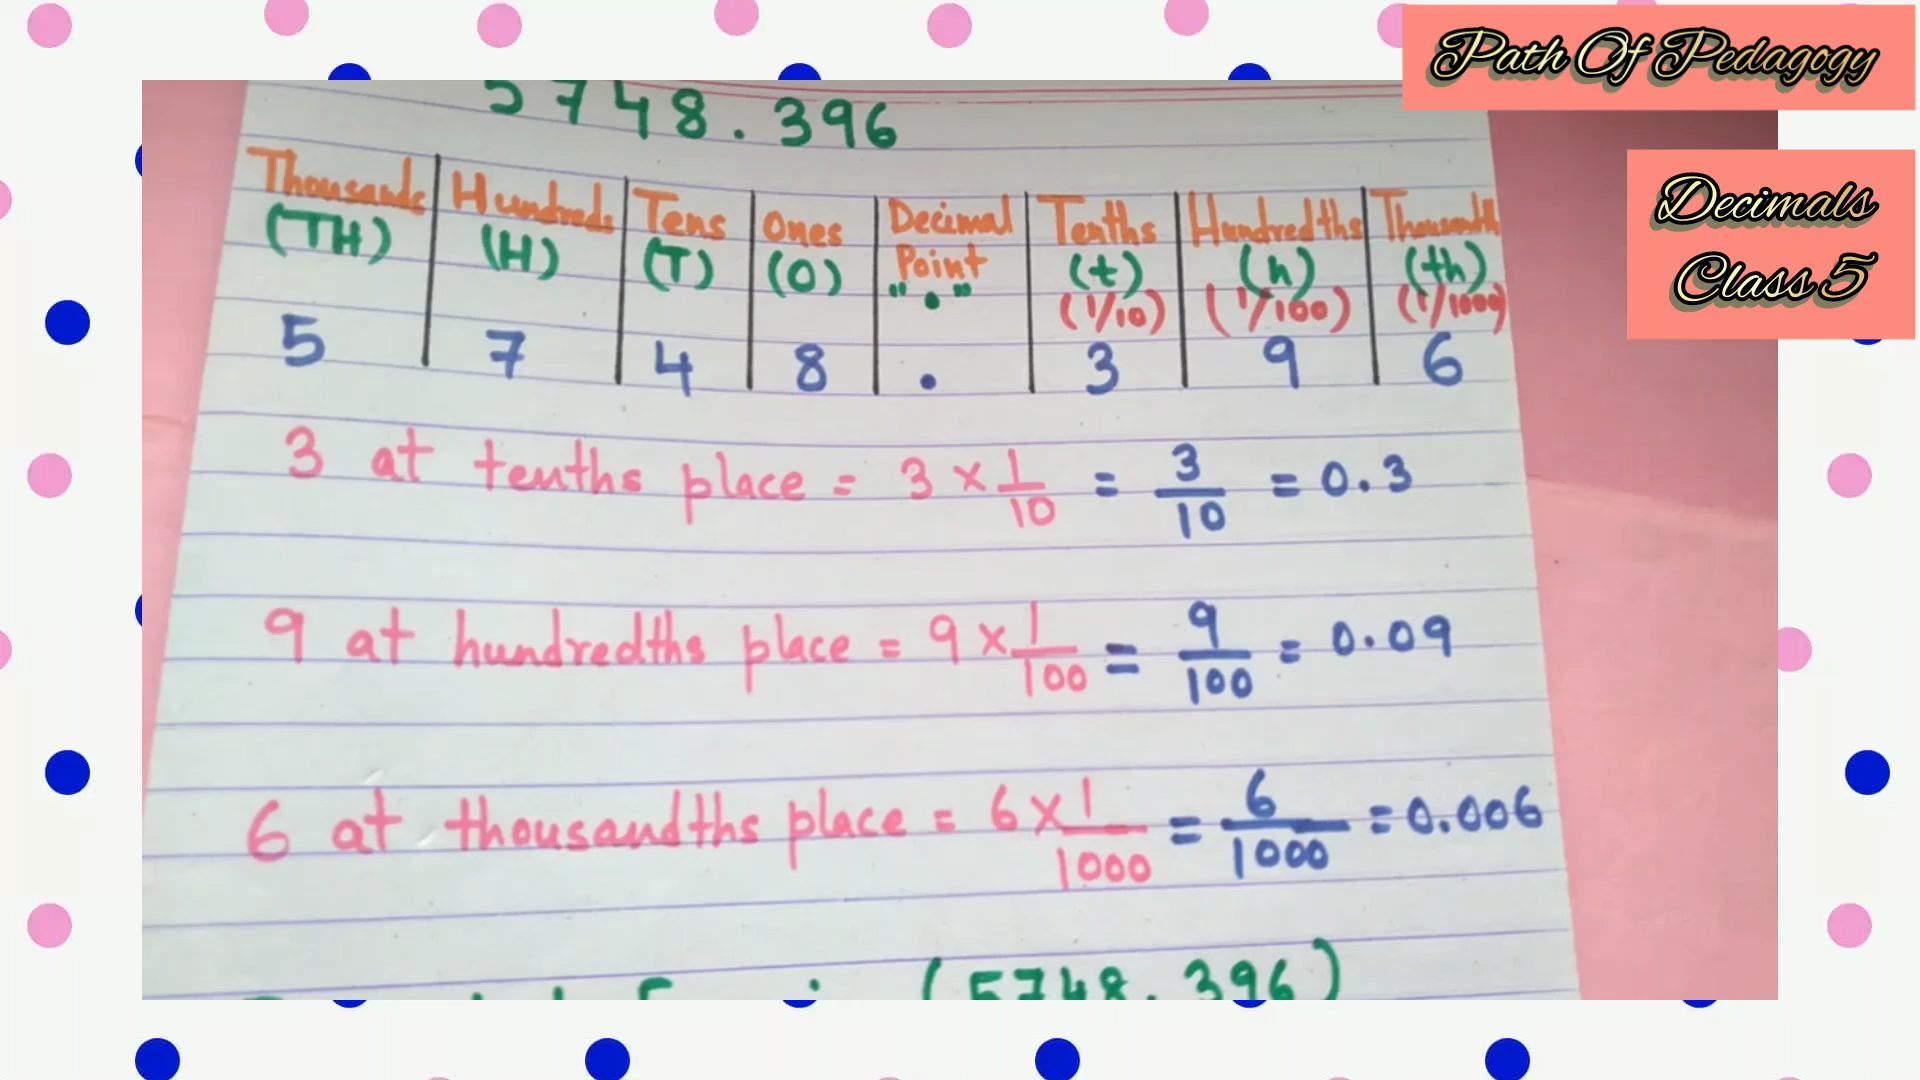 Path Of Pedagogy
Decimals
Class 5
5748.396
Thousands Hundreds Tens Ones Decimal Point Tenths Hundredths Thousandth
(TH) (H) (T) (O) "." (t) (h) (th)
(1/10) (1/100) (1/1000)
5 7 4 8 . 3 9 6
3 at tenths place = 3 × 1/10 = 3/10 = 0.3
9 at hundredths place = 9 × 1/100 = 9/100 = 0.09
6 at thousandths place = 6 × 1/1000 = 6/1000 = 0.006
(5748.396)